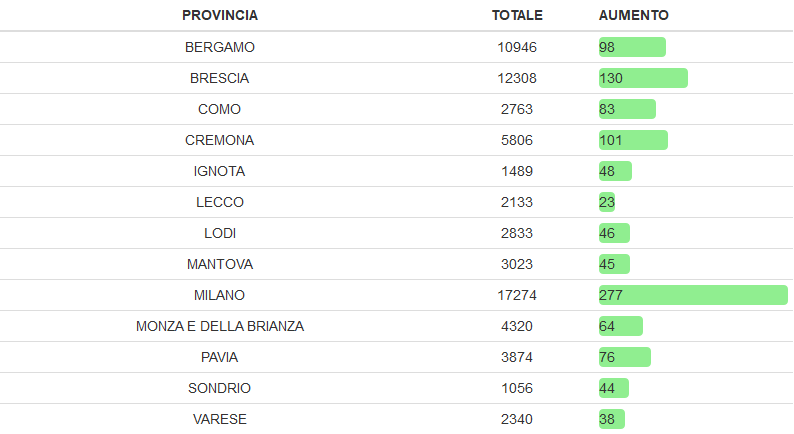 PROVINCIA TOTALE AUMENTO
BERGAMO 10946 98
BRESCIA 12308 130
COMO 2763 83
CREMONA 5806 101
IGNOTA 1489 48
LECCO 2133 23
LODI 2833 46
MANTOVA 3023 45
MILANO 17274 277
MONZA E DELLA BRIANZA 4320 64
PAVIA 3874 76
SONDRIO 1056 44
VARESE 2340 38